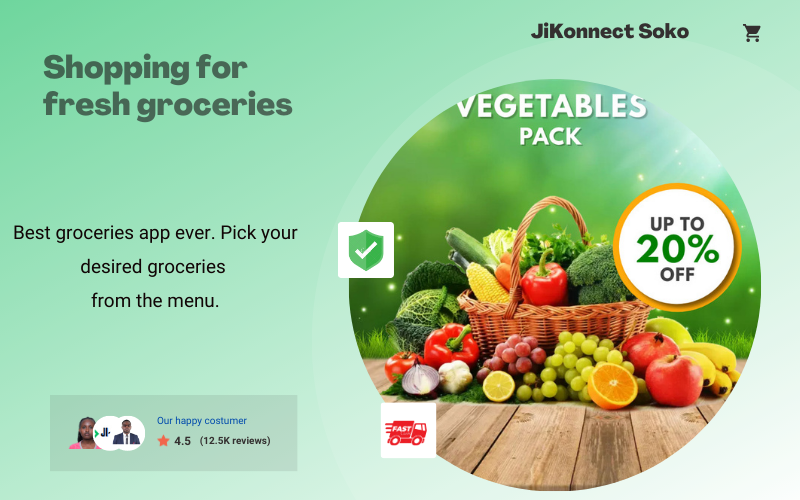 JiKonnect Soko
Shopping for
fresh groceries
VEGETABLES
PACK
UP TO
20%
OFF
Best groceries app ever. Pick your
desired groceries
from the menu.
FAST
Our happy costumer
4.5 (12.5K reviews)